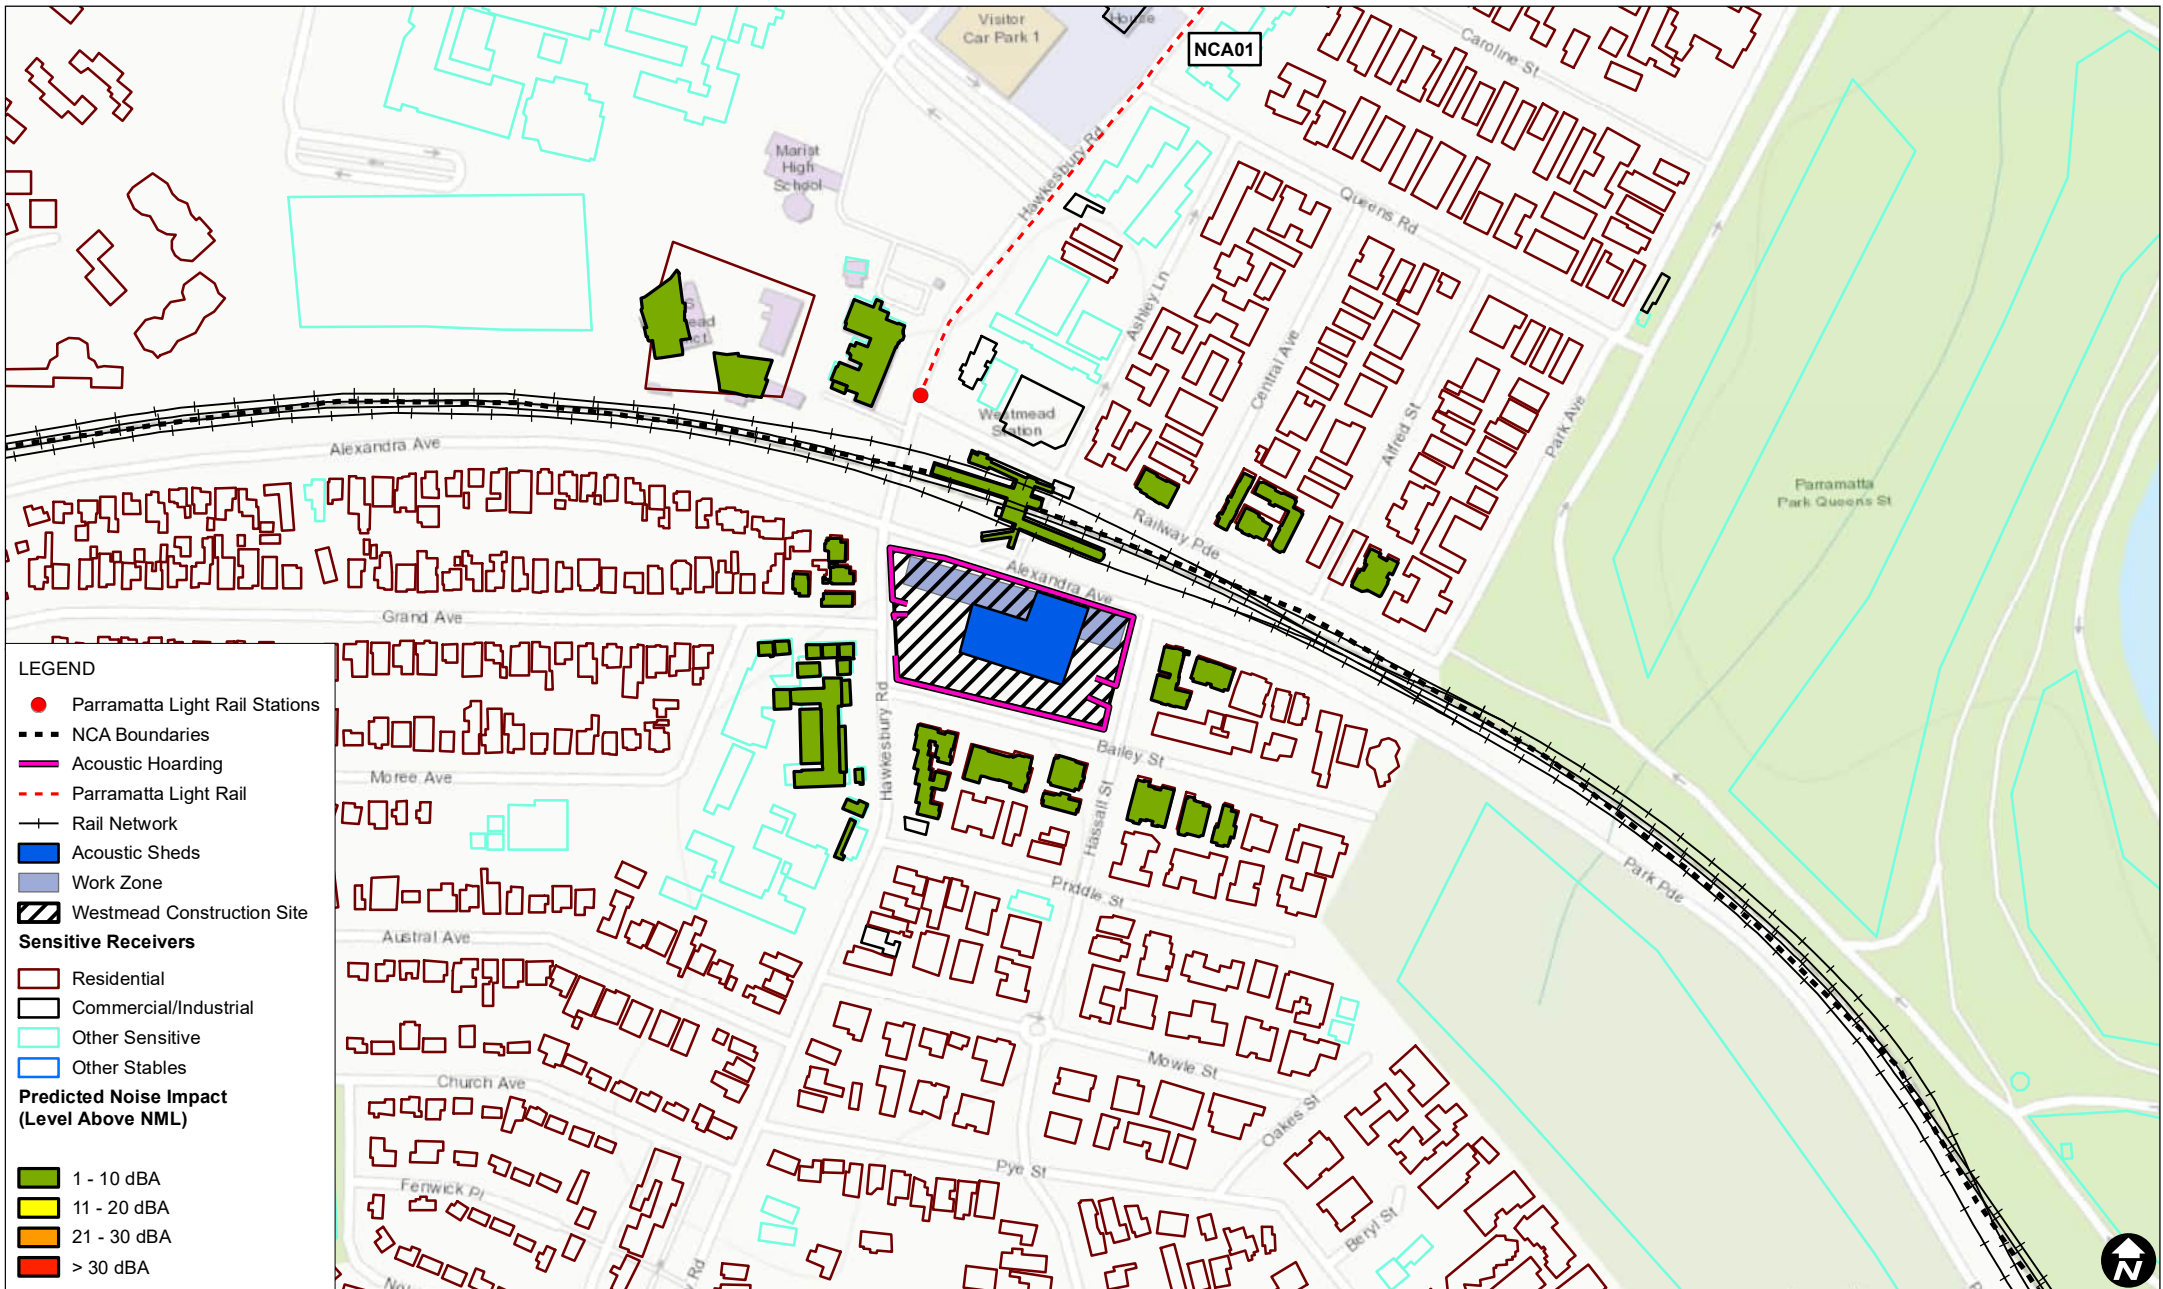 Visitor
Car Park 1
House
NCA01
Caroline St
Marist
High
School
Hawkesbury Rd
Queens Rd
Ashley Ln
Central Ave
Alfred St
Park Ave
Westmead
Station
Parramatta
Park Queens St
Alexandra Ave
Railway Pde
Alexandra Ave
Grand Ave
Hawkesbury Rd
Bailey St
Hassall St
Moree Ave
Priddle St
Park Pde
Austral Ave
Mowle St
Church Ave
Oakes St
Pye St
Fenwick Pl
Beryl St
Rd
LEGEND
Parramatta Light Rail Stations
NCA Boundaries
Acoustic Hoarding
Parramatta Light Rail
Rail Network
Acoustic Sheds
Work Zone
Westmead Construction Site
Sensitive Receivers
Residential
Commercial/Industrial
Other Sensitive
Other Stables
Predicted Noise Impact
(Level Above NML)
1 - 10 dBA
11 - 20 dBA
21 - 30 dBA
> 30 dBA
N